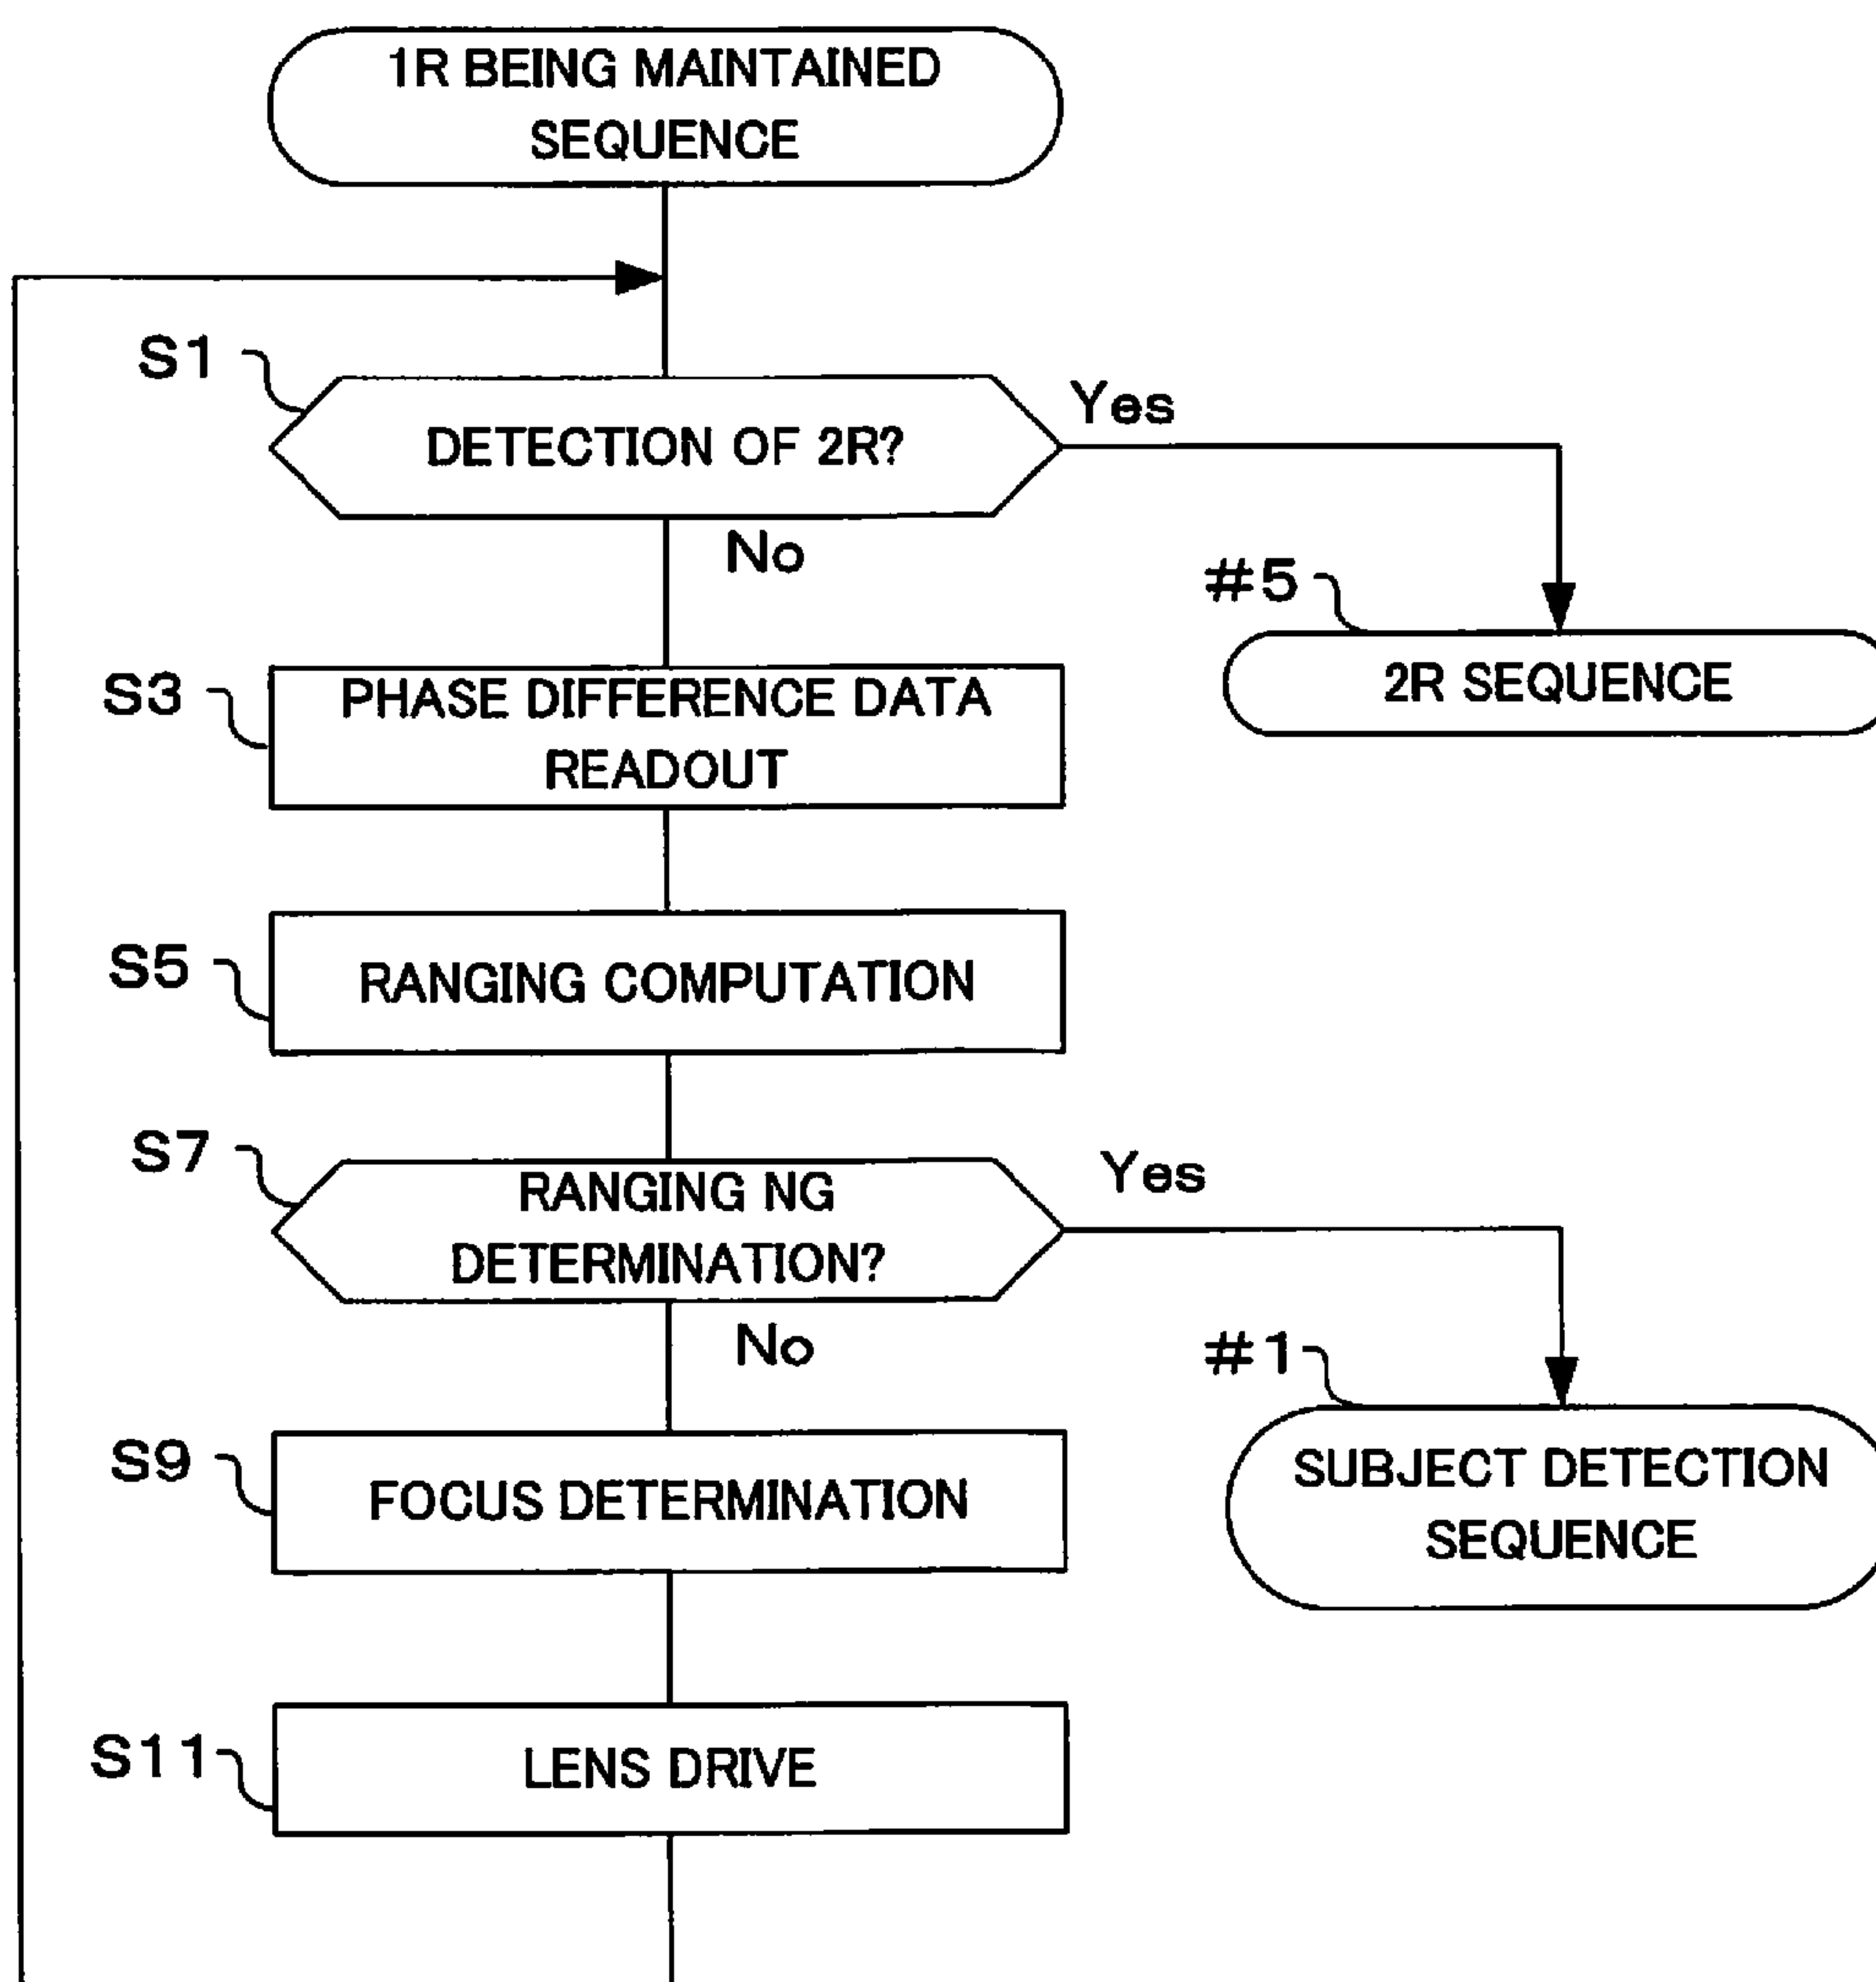 1R BEING MAINTAINED
SEQUENCE
S1
DETECTION OF 2R?
Yes
No
#5
2R SEQUENCE
S3
PHASE DIFFERENCE DATA
READOUT
S5
RANGING COMPUTATION
S7
RANGING NG
DETERMINATION?
Yes
No
#1
SUBJECT DETECTION
SEQUENCE
S9
FOCUS DETERMINATION
S11
LENS DRIVE